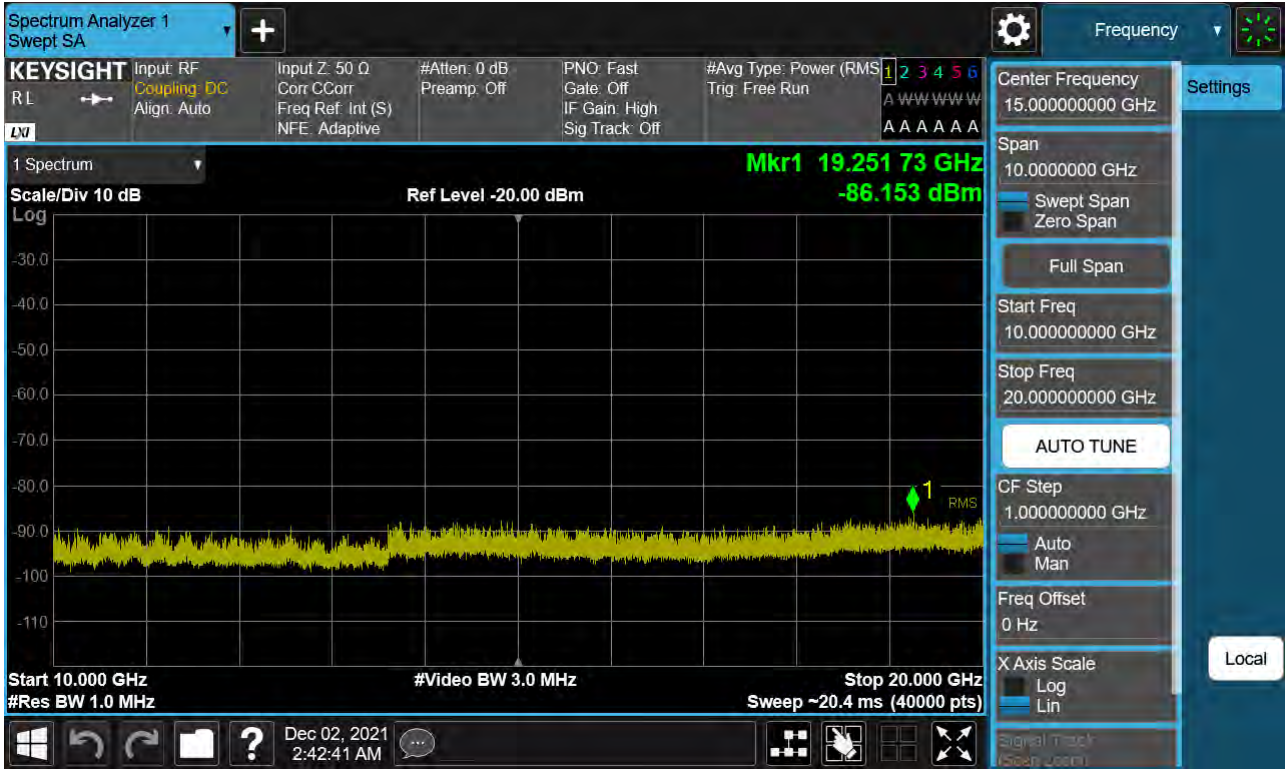 Spectrum Analyzer 1
Swept SA
+
Frequency
KEYSIGHT
R L
LXI
Input: RF
Coupling: DC
Align: Auto
Input Z: 50 Ω
Corr CCorr
Freq Ref: Int (S)
NFE: Adaptive
#Atten: 0 dB
Preamp: Off
PNO: Fast
Gate: Off
IF Gain: High
Sig Track: Off
#Avg Type: Power (RMS
Trig: Free Run
1 2 3 4 5 6
A W W W W W
A A A A A A
1 Spectrum
Scale/Div 10 dB
Ref Level -20.00 dBm
Mkr1 19.251 73 GHz
-86.153 dBm
Log
-30.0
-40.0
-50.0
-60.0
-70.0
-80.0
-90.0
-100
-110
1
RMS
Start 10.000 GHz
#Video BW 3.0 MHz
Stop 20.000 GHz
#Res BW 1.0 MHz
Sweep ~20.4 ms (40000 pts)
Center Frequency
15.000000000 GHz
Span
10.0000000 GHz
Swept Span
Zero Span
Full Span
Start Freq
10.000000000 GHz
Stop Freq
20.000000000 GHz
AUTO TUNE
CF Step
1.000000000 GHz
Auto
Man
Freq Offset
0 Hz
X Axis Scale
Log
Lin
Signal Track
(Span Zoom)
Settings
Local
?
Dec 02, 2021
2:42:41 AM